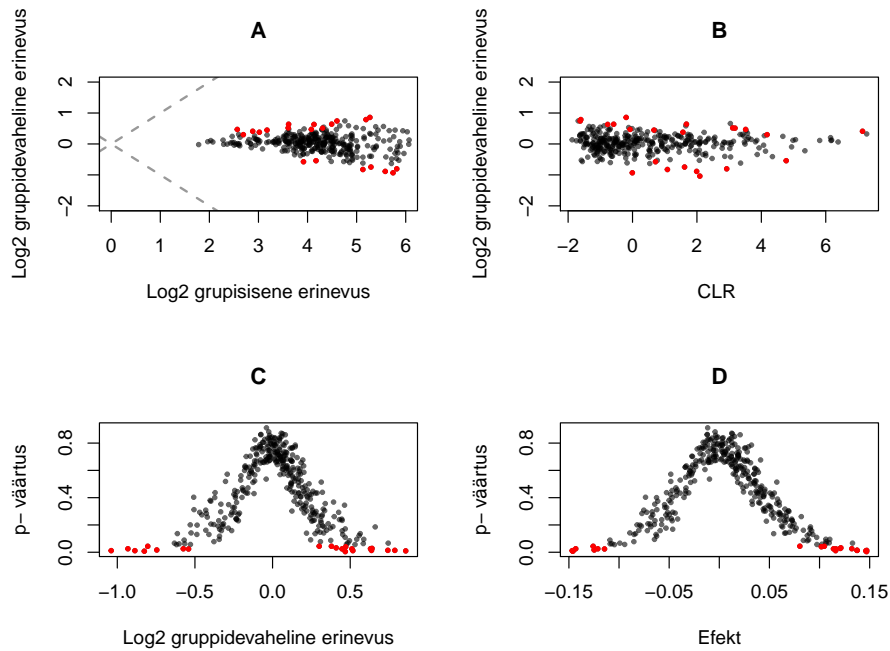 A
Log2 gruppidevaheline erinevus
2
1
0
−2
0 1 2 3 4 5 6
Log2 grupisisene erinevus
B
Log2 gruppidevaheline erinevus
2
1
0
−2
−2 0 2 4 6
CLR
C
p− väärtus
0.8
0.4
0.0
−1.0 −0.5 0.0 0.5
Log2 gruppidevaheline erinevus
D
p− väärtus
0.8
0.4
0.0
−0.15 −0.05 0.05 0.15
Efekt